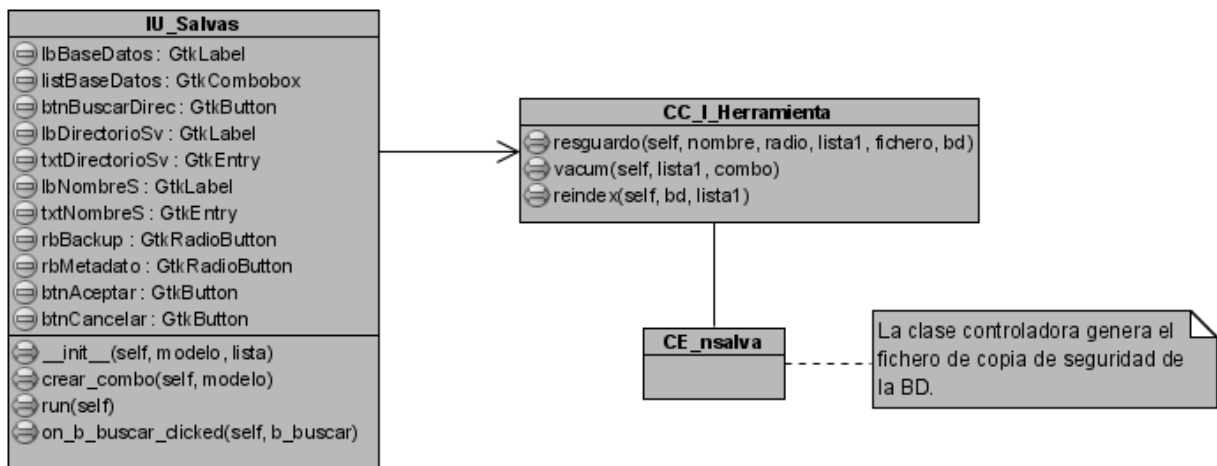 IU_Salvas
lbBaseDatos : GtkLabel
listBaseDatos : GtkCombobox
btnBuscarDirec : GtkButton
lbDirectorioSv : GtkLabel
txtDirectorioSv : GtkEntry
lbNombreS : GtkLabel
txtNombreS : GtkEntry
rbBackup : GtkRadioButton
rbMetadato : GtkRadioButton
btnAceptar : GtkButton
btnCancelar : GtkButton
__init__(self, modelo, lista)
crear_combo(self, modelo)
run(self)
on_b_buscar_clicked(self, b_buscar)
CC_I_Herramienta
resguardo(self, nombre, radio, lista1, fichero, bd)
vacum(self, lista1, combo)
reindex(self, bd, lista1)
CE_nsalva
La clase controladora genera el
fichero de copia de seguridad de
la BD.